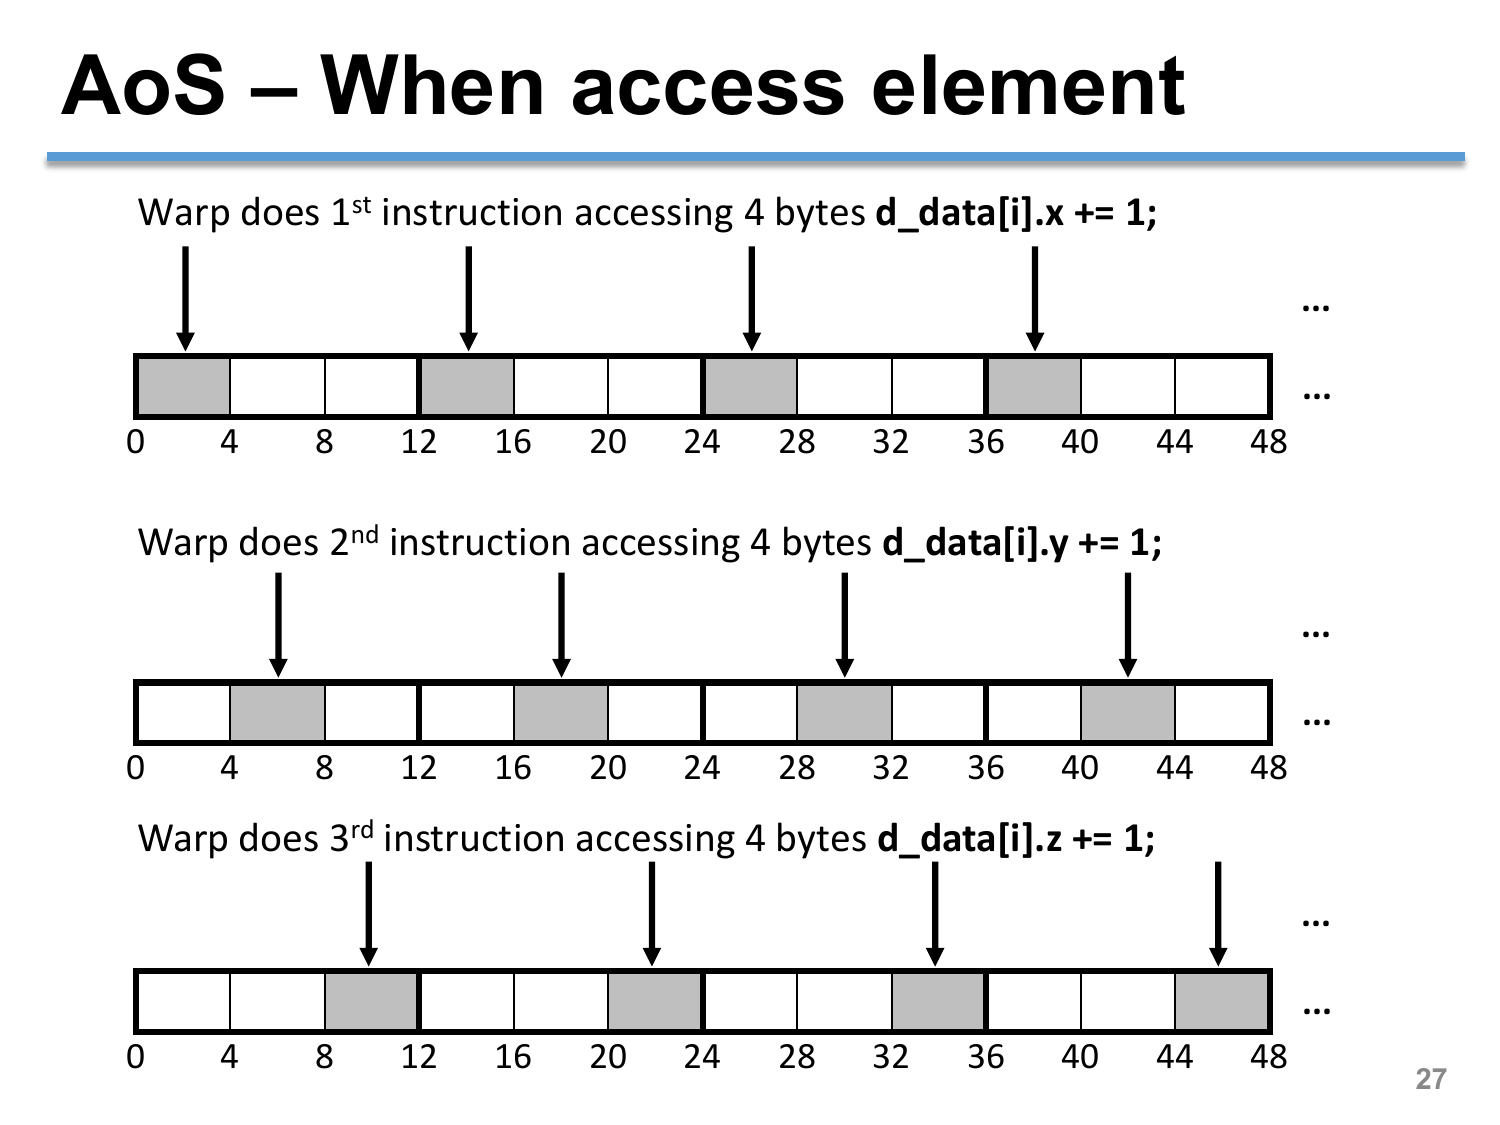 AoS – When access element
Warp does 1st instruction accessing 4 bytes d_data[i].x += 1;
...
...
0 4 8 12 16 20 24 28 32 36 40 44 48
Warp does 2nd instruction accessing 4 bytes d_data[i].y += 1;
...
...
0 4 8 12 16 20 24 28 32 36 40 44 48
Warp does 3rd instruction accessing 4 bytes d_data[i].z += 1;
...
...
0 4 8 12 16 20 24 28 32 36 40 44 48
27